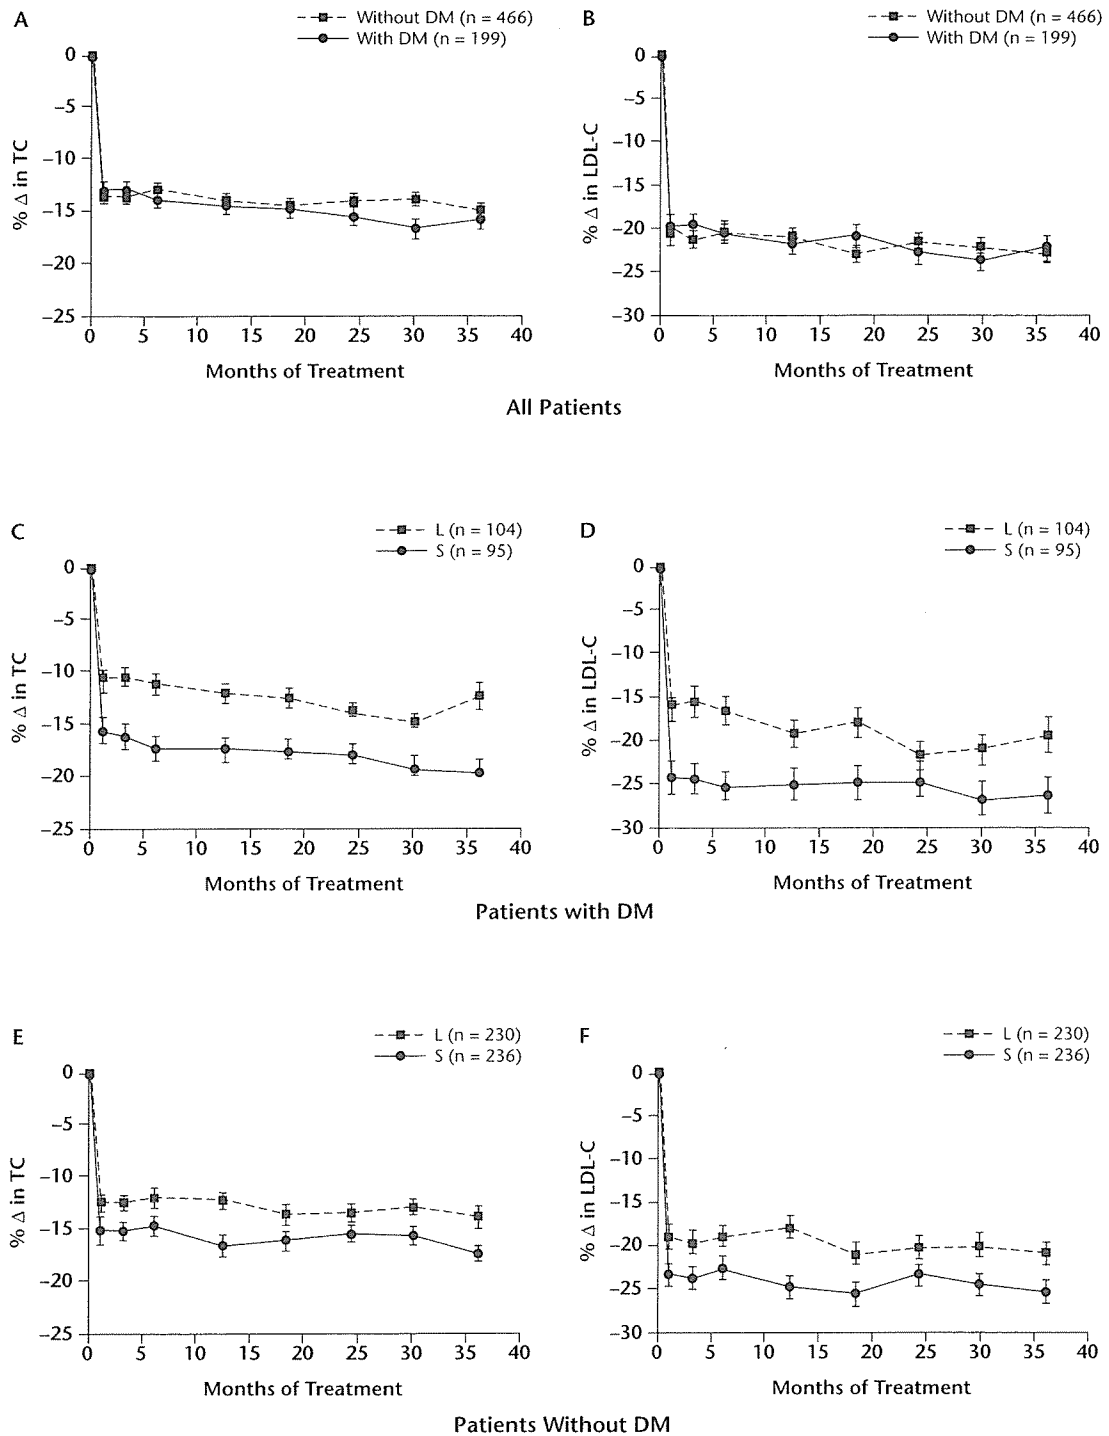 A
Without DM (n = 466)
With DM (n = 199)
0
–5
–10
–15
–20
–25
% Δ in TC
0 5 10 15 20 25 30 35 40
Months of Treatment
B
Without DM (n = 466)
With DM (n = 199)
0
–5
–10
–15
–20
–25
–30
% Δ in LDL-C
0 5 10 15 20 25 30 35 40
Months of Treatment
All Patients
C
L (n = 104)
S (n = 95)
0
–5
–10
–15
–20
–25
% Δ in TC
0 5 10 15 20 25 30 35 40
Months of Treatment
D
L (n = 104)
S (n = 95)
0
–5
–10
–15
–20
–25
–30
% Δ in LDL-C
0 5 10 15 20 25 30 35 40
Months of Treatment
Patients with DM
E
L (n = 230)
S (n = 236)
0
–5
–10
–15
–20
–25
% Δ in TC
0 5 10 15 20 25 30 35 40
Months of Treatment
F
L (n = 230)
S (n = 236)
0
–5
–10
–15
–20
–25
–30
% Δ in LDL-C
0 5 10 15 20 25 30 35 40
Months of Treatment
Patients Without DM